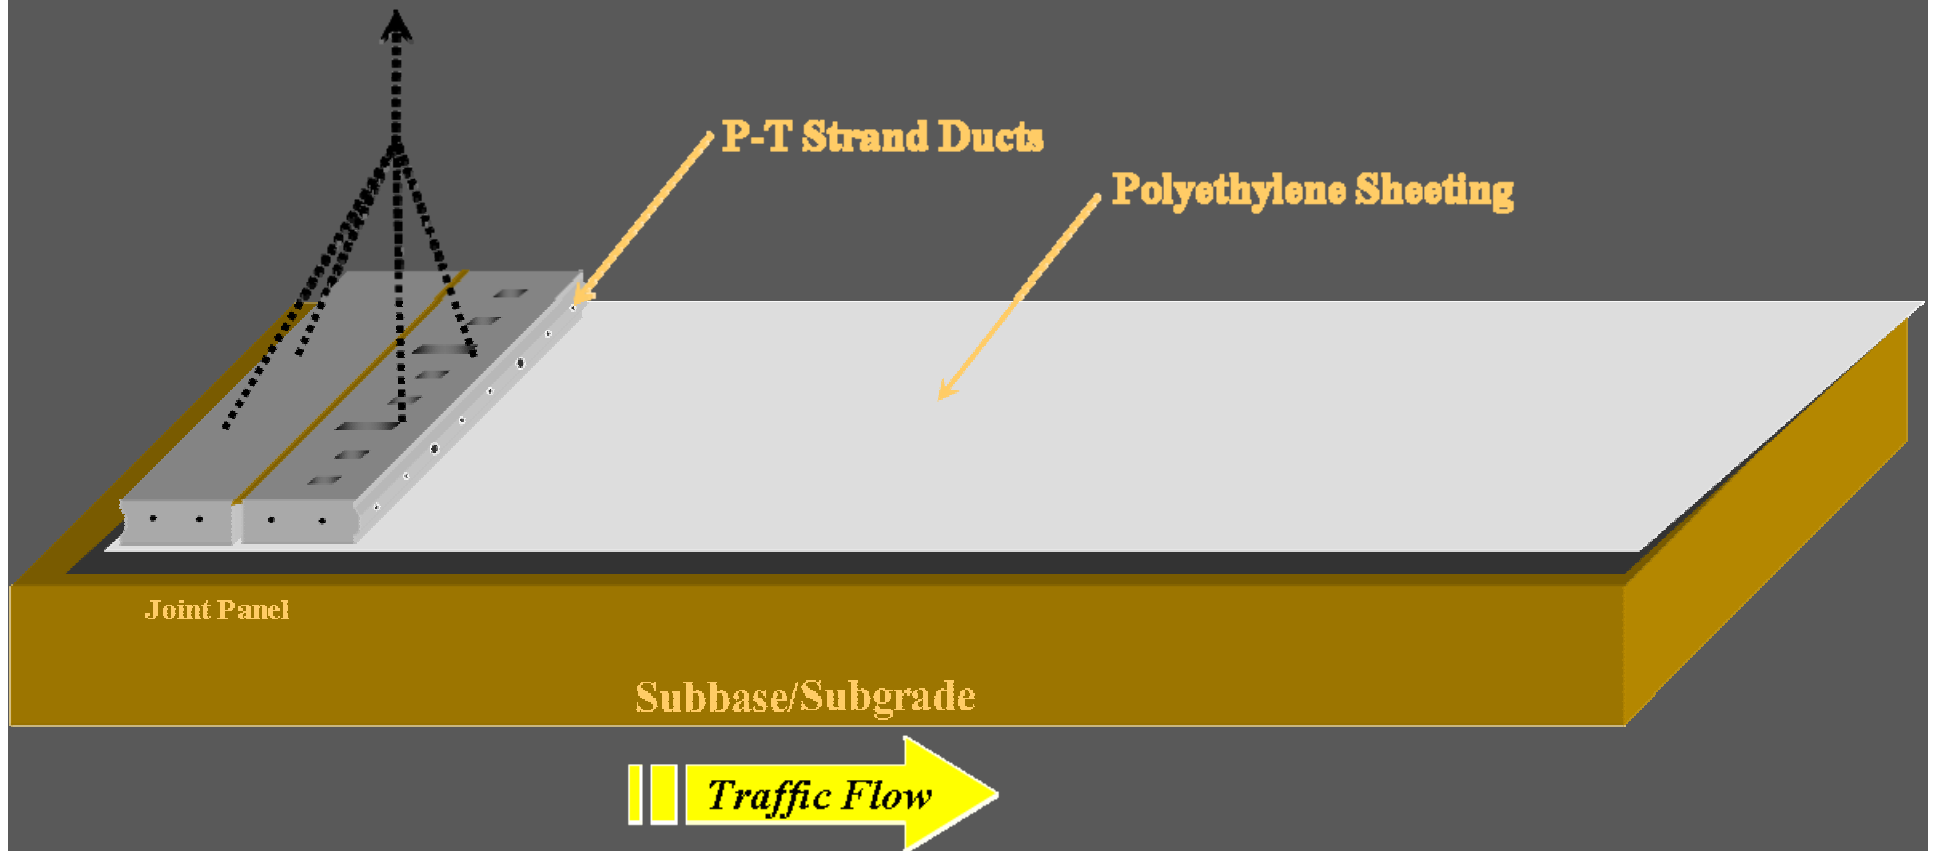 P-T Strand Ducts
Polyethylene Sheeting
Joint Panel
Subbase/Subgrade
Traffic Flow